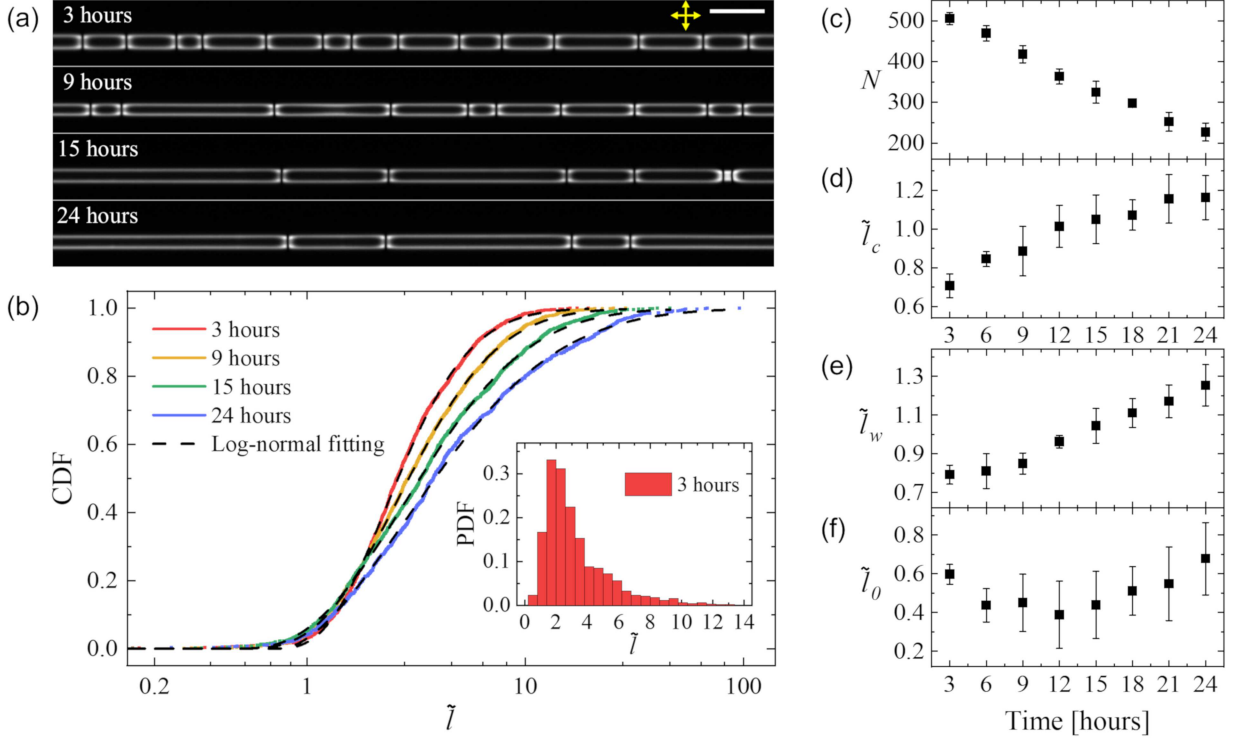 (a)
3 hours
9 hours
15 hours
24 hours
(b)
CDF
1.0
0.8
0.6
0.4
0.2
0.0
3 hours
9 hours
15 hours
24 hours
Log-normal fitting
PDF
0.3
0.2
0.1
0.0
3 hours
0 2 4 6 8 10 12 14
l̃
0.2 1 10 100
l̃
(c)
N
500
400
300
200
(d)
l̃c
1.2
1.0
0.8
0.6
3 6 9 12 15 18 21 24
(e)
l̃w
1.3
1.1
0.9
0.7
(f)
l̃0
0.8
0.6
0.4
0.2
3 6 9 12 15 18 21 24
Time [hours]